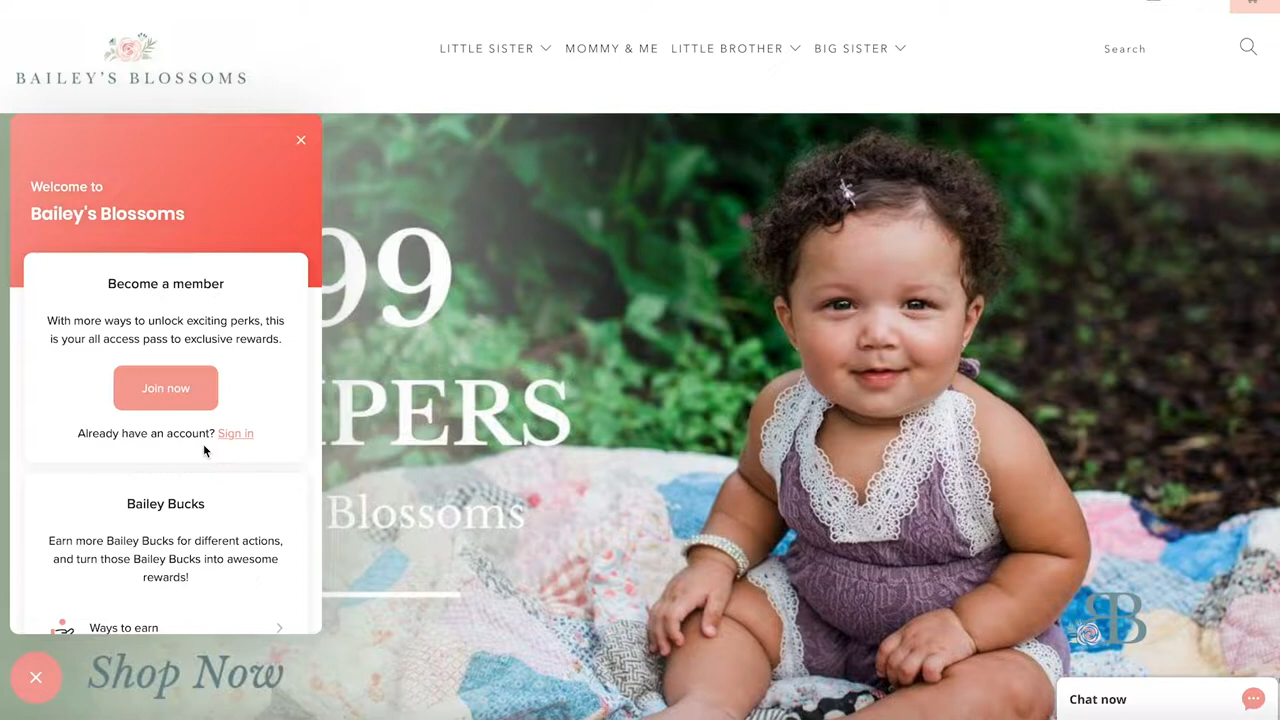 BAILEY'S BLOSSOMS
LITTLE SISTER
MOMMY & ME
LITTLE BROTHER
BIG SISTER
Search
Welcome to
Bailey's Blossoms
Become a member
With more ways to unlock exciting perks, this
is your all access pass to exclusive rewards.
Join now
Already have an account? Sign in
Bailey Bucks
Earn more Bailey Bucks for different actions,
and turn those Bailey Bucks into awesome
rewards!
Ways to earn
99
PERS
Blossoms
Shop Now
B
Chat now